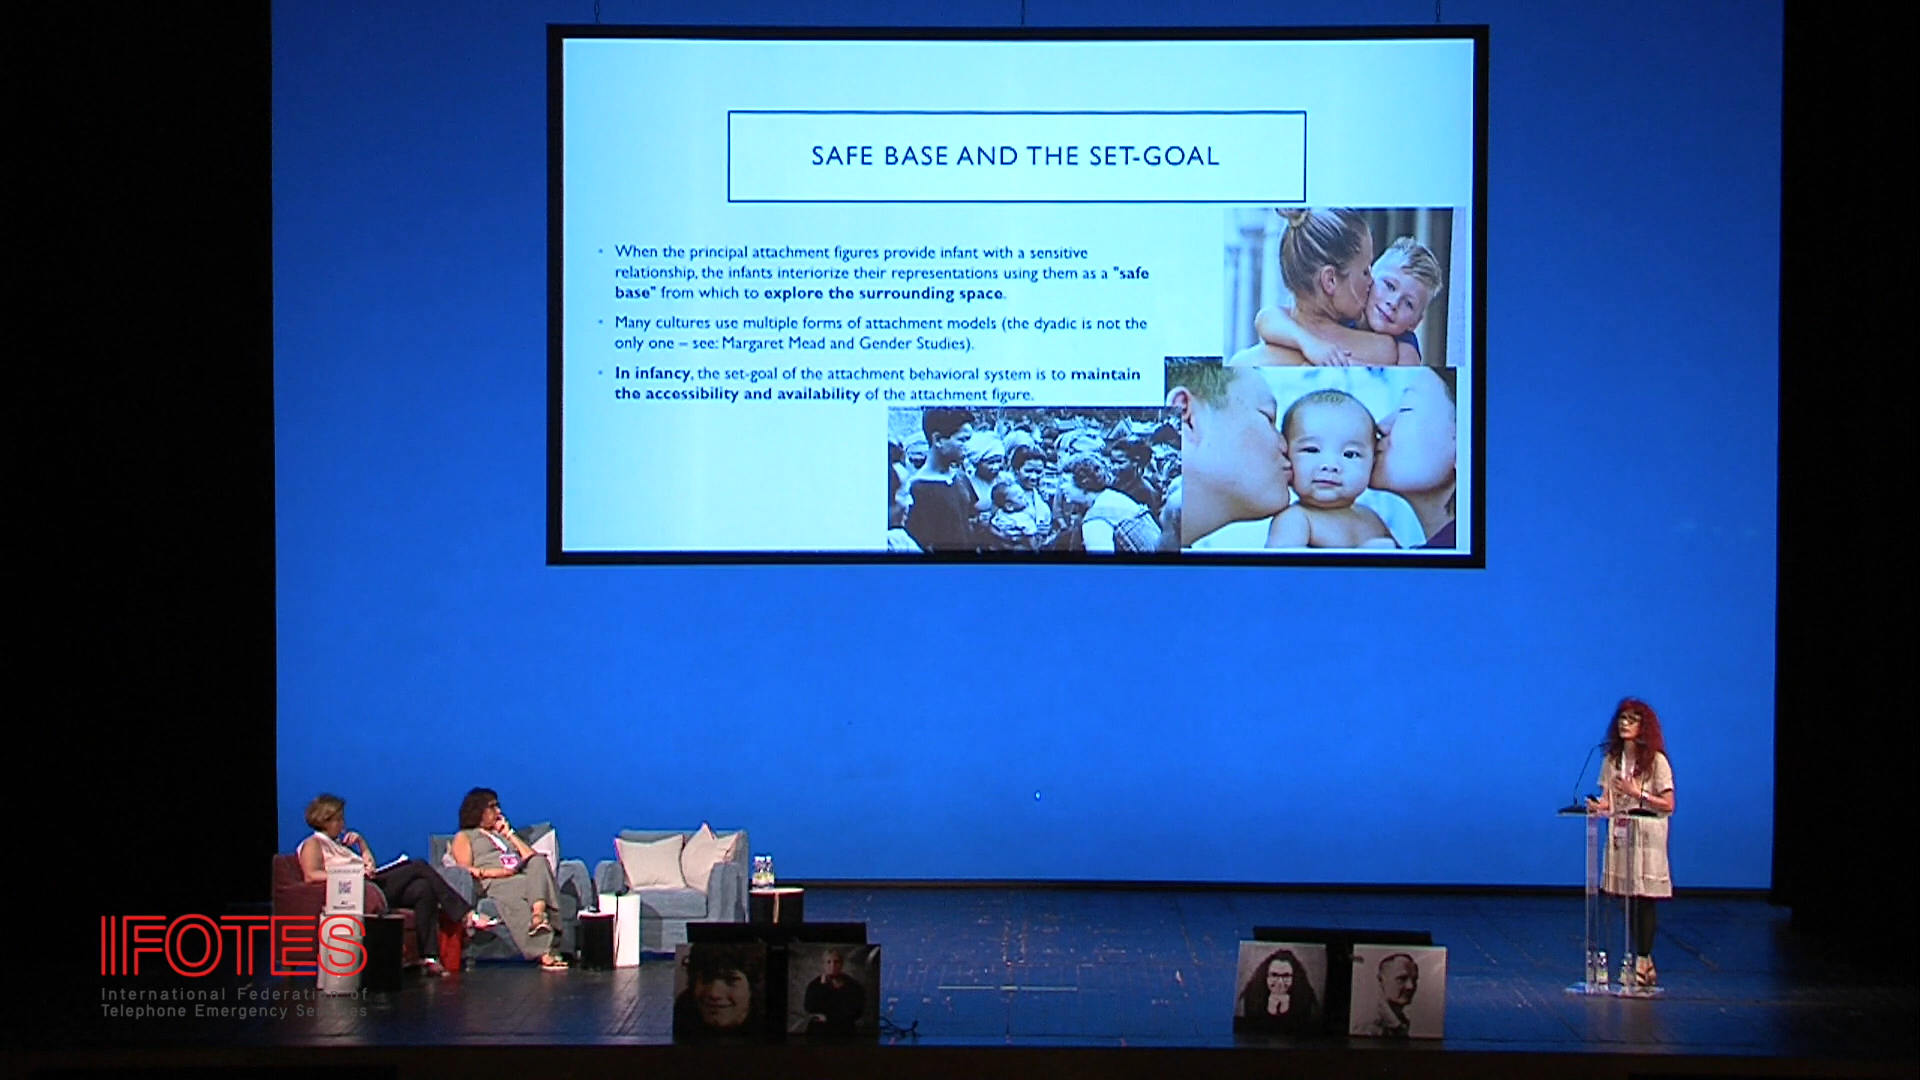 SAFE BASE AND THE SET-GOAL
When the principal attachment figures provide infant with a sensitive
relationship, the infants interiorize their representations using them as a "safe
base" from which to explore the surrounding space.
Many cultures use multiple forms of attachment models (the dyadic is not the
only one – see: Margaret Mead and Gender Studies).
In infancy, the set-goal of the attachment behavioral system is to maintain
the accessibility and availability of the attachment figure.
IFOTES
International Federation of
Telephone Emergency Services